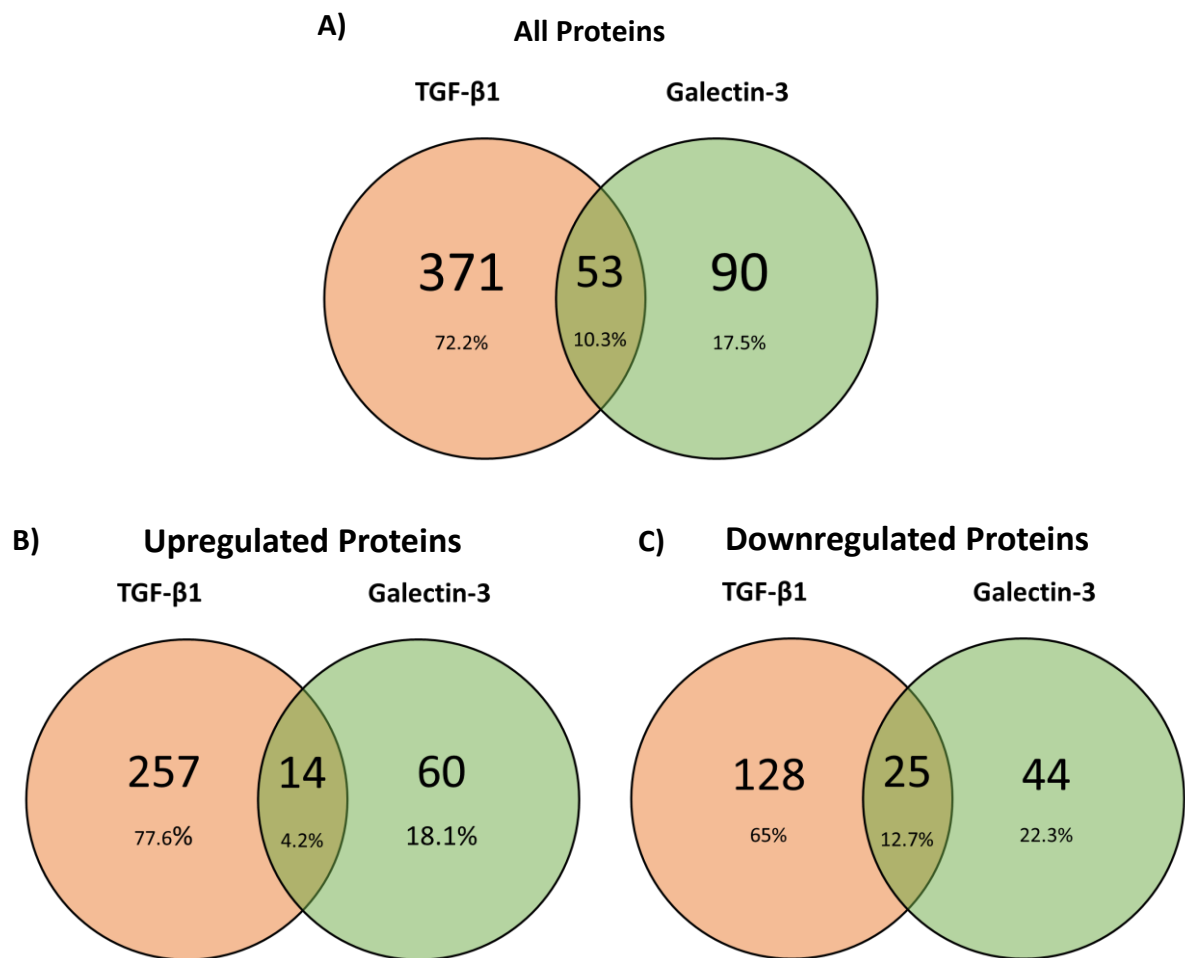 A)
All Proteins
TGF-β1
Galectin-3
371
53
90
72.2%
10.3%
17.5%
B)
Upregulated Proteins
TGF-β1
Galectin-3
257
14
60
77.6%
4.2%
18.1%
C)
Downregulated Proteins
TGF-β1
Galectin-3
128
25
44
65%
12.7%
22.3%